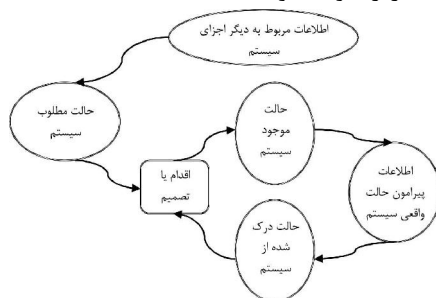 اطلاعات مربوط به دیگر اجزای
سیستم
حالت مطلوب
سیستم
حالت
موجود
سیستم
اقدام یا
تصمیم
اطلاعات
پیرامون حالت
واقعی سیستم
حالت درک
شده از
سیستم